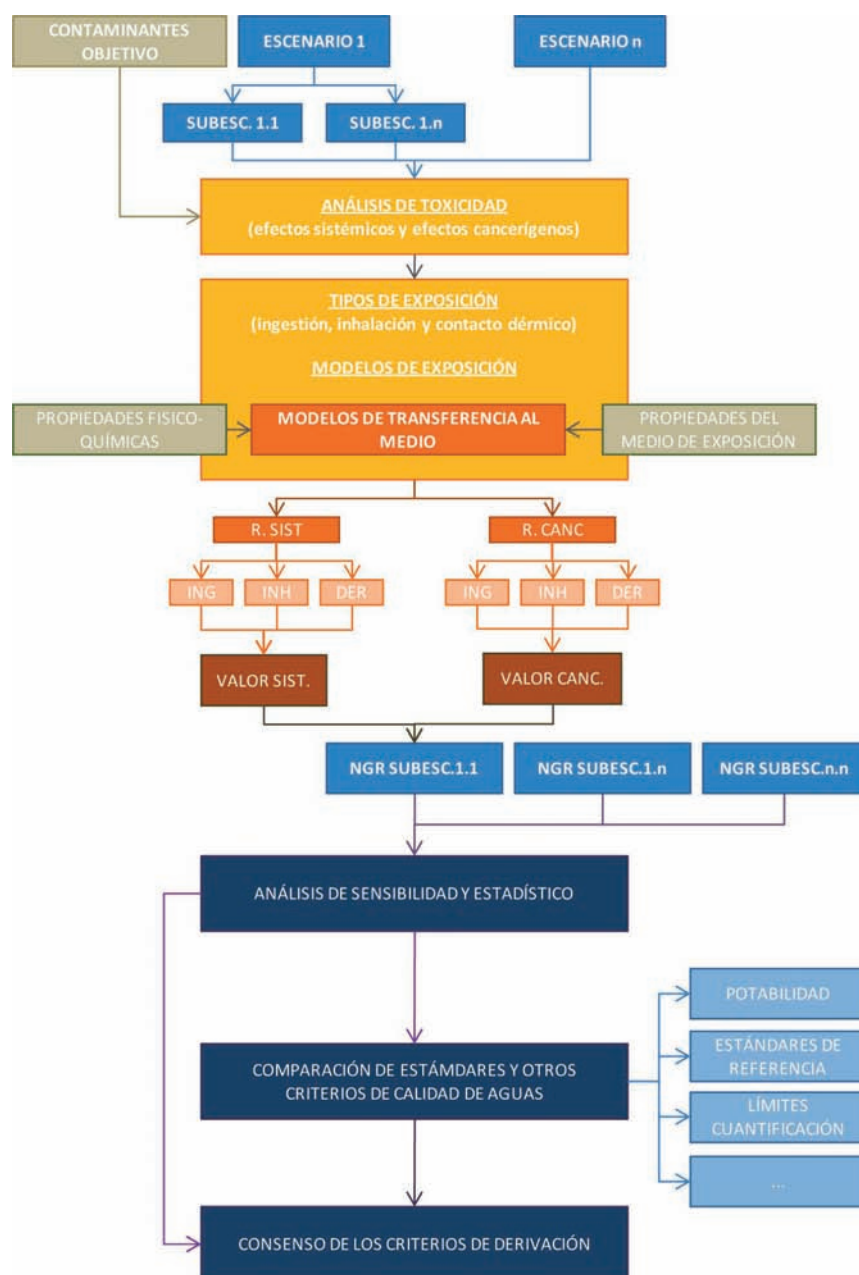 CONTAMINANTES
OBJETIVO
ESCENARIO 1
ESCENARIO n
SUBESC. 1.1
SUBESC. 1.n
ANÁLISIS DE TOXICIDAD
(efectos sistémicos y efectos cancerígenos)
TIPOS DE EXPOSICIÓN
(ingestión, inhalación y contacto dérmico)
MODELOS DE EXPOSICIÓN
PROPIEDADES FISICO-
QUÍMICAS
MODELOS DE TRANSFERENCIA AL
MEDIO
PROPIEDADES DEL
MEDIO DE EXPOSICIÓN
R. SIST
R. CANC
ING
INH
DER
ING
INH
DER
VALOR SIST.
VALOR CANC.
NGR SUBESC.1.1
NGR SUBESC.1.n
NGR SUBESC.n.n
ANÁLISIS DE SENSIBILIDAD Y ESTADÍSTICO
POTABILIDAD
ESTÁNDARES DE
REFERENCIA
COMPARACIÓN DE ESTÁMDARES Y OTROS
CRITERIOS DE CALIDAD DE AGUAS
LÍMITES
CUANTIFICACIÓN
...
CONSENSO DE LOS CRITERIOS DE DERIVACIÓN